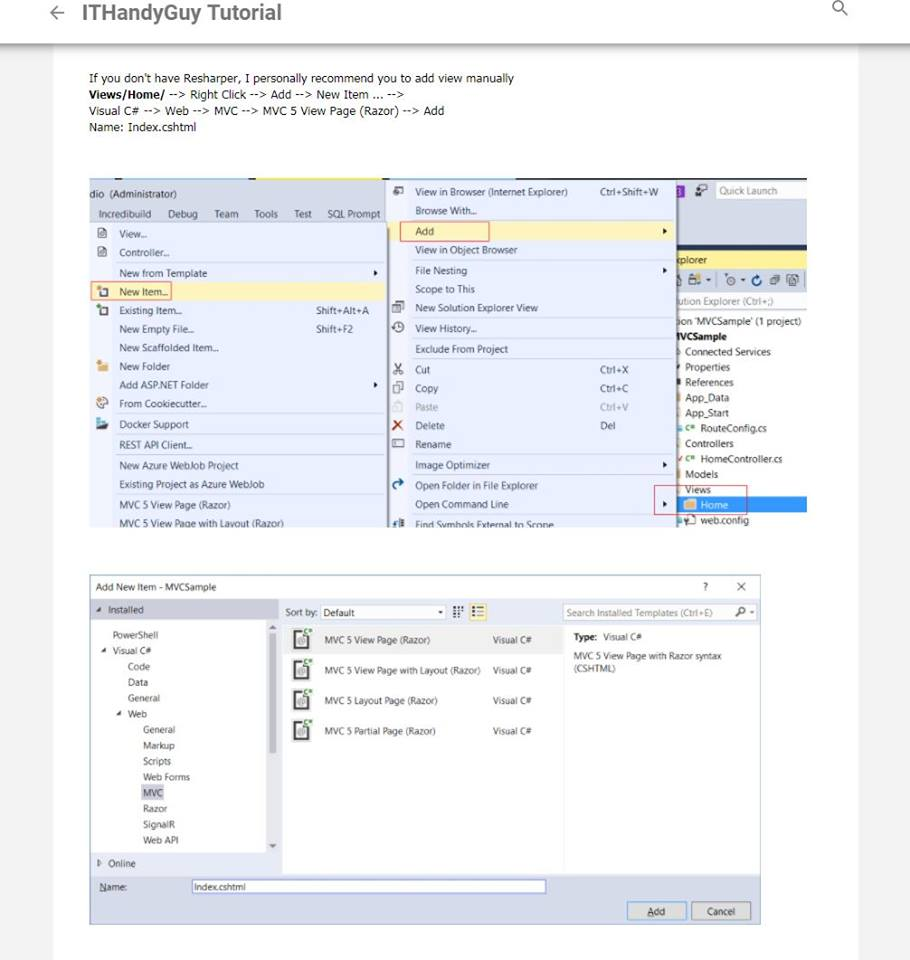 ITHandyGuy Tutorial
If you don't have Resharper, I personally recommend you to add view manually
Views/Home/ --> Right Click --> Add --> New Item ... -->
Visual C# --> Web --> MVC --> MVC 5 View Page (Razor) --> Add
Name: Index.cshtml
dio (Administrator)
Incredibuild Debug Team Tools Test SQL Prompt
View...
Controller...
New from Template
New Item...
Existing Item... Shift+Alt+A
New Empty File... Shift+F2
New Scaffolded Item...
New Folder
Add ASP.NET Folder
From Cookiecutter...
Docker Support
REST API Client...
New Azure WebJob Project
Existing Project as Azure WebJob
MVC 5 View Page (Razor)
MVC 5 View Page with Layout (Razor)
View in Browser (Internet Explorer) Ctrl+Shift+W
Browse With...
Add
View in Object Browser
File Nesting
Scope to This
New Solution Explorer View
View History...
Exclude From Project
Cut Ctrl+X
Copy Ctrl+C
Paste Ctrl+V
Delete Del
Rename
Image Optimizer
Open Folder in File Explorer
Open Command Line
Find Symbols External to Scope
Quick Launch
xplorer
ution Explorer (Ctrl+;)
ion 'MVCSample' (1 project)
MVCSample
Connected Services
Properties
References
App_Data
App_Start
C# RouteConfig.cs
Controllers
C# HomeController.cs
Models
Views
Home
web.config
Add New Item - MVCSample ? X
Installed
PowerShell
Visual C#
Code
Data
General
Web
General
Markup
Scripts
Web Forms
MVC
Razor
SignalR
Web API
Online
Sort by: Default
MVC 5 View Page (Razor) Visual C#
MVC 5 View Page with Layout (Razor) Visual C#
MVC 5 Layout Page (Razor) Visual C#
MVC 5 Partial Page (Razor) Visual C#
Search Installed Templates (Ctrl+E)
Type: Visual C#
MVC 5 View Page with Razor syntax
(CSHTML)
Name: Index.cshtml
Add Cancel